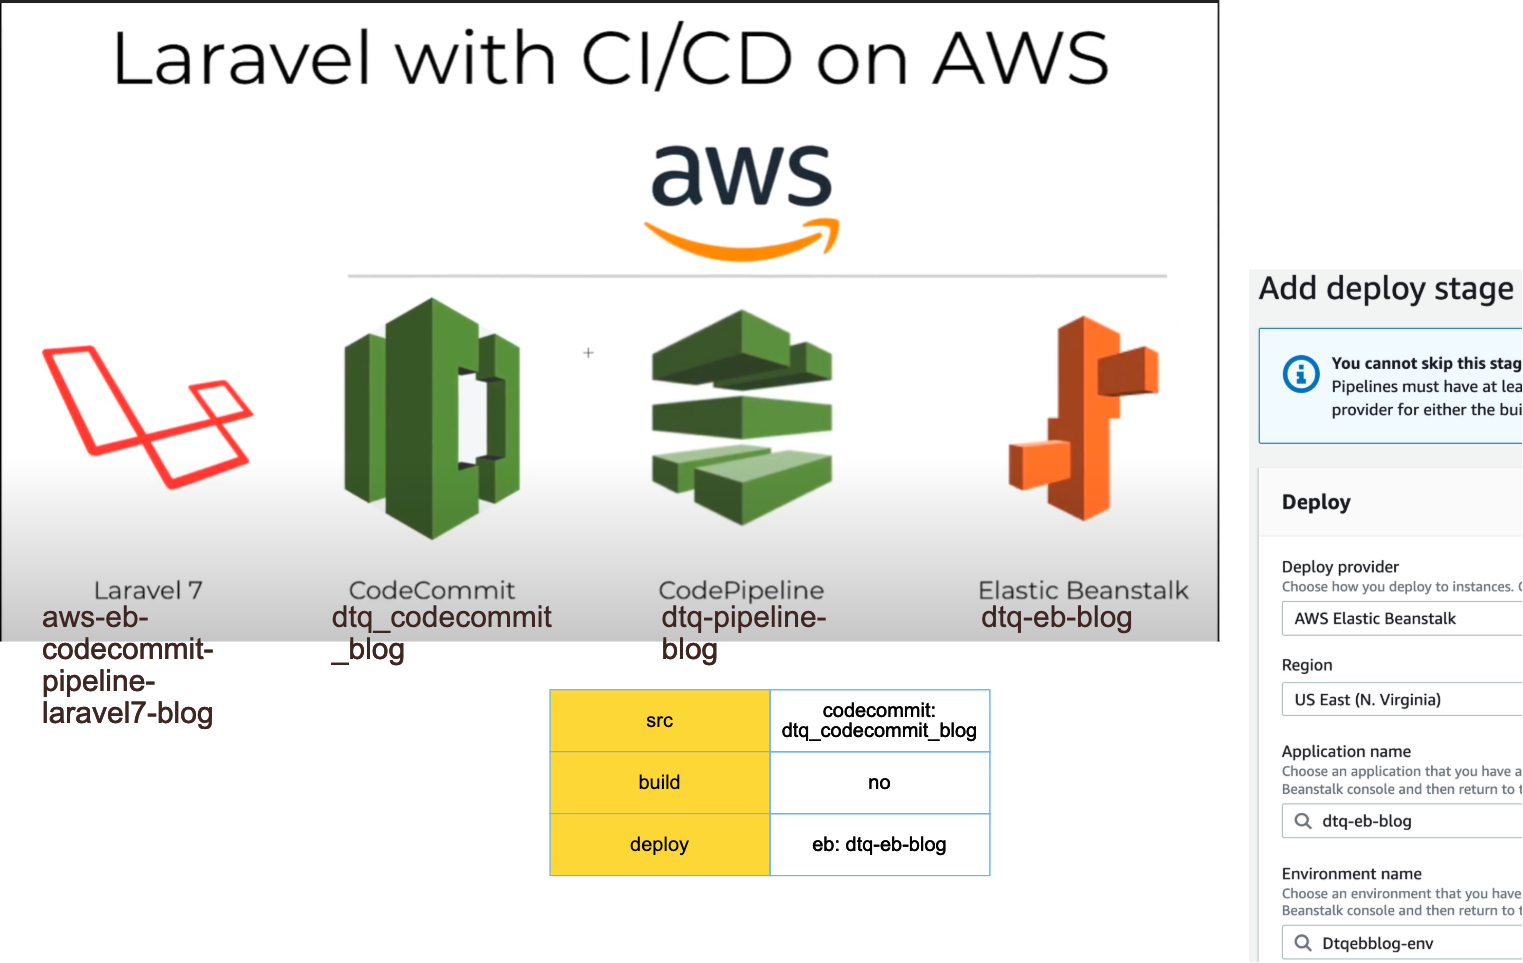 Laravel with CI/CD on AWS
aws
Laravel 7
CodeCommit
CodePipeline
Elastic Beanstalk
aws-eb-
codecommit-
pipeline-
laravel7-blog
dtq_codecommit
_blog
dtq-pipeline-
blog
dtq-eb-blog
src
codecommit:
dtq_codecommit_blog
build
no
deploy
eb: dtq-eb-blog
Add deploy stage
You cannot skip this stag
Pipelines must have at lea
provider for either the bui
Deploy
Deploy provider
Choose how you deploy to instances.
AWS Elastic Beanstalk
Region
US East (N. Virginia)
Application name
Choose an application that you have a
Beanstalk console and then return to t
dtq-eb-blog
Environment name
Choose an environment that you have
Beanstalk console and then return to t
Dtqebblog-env